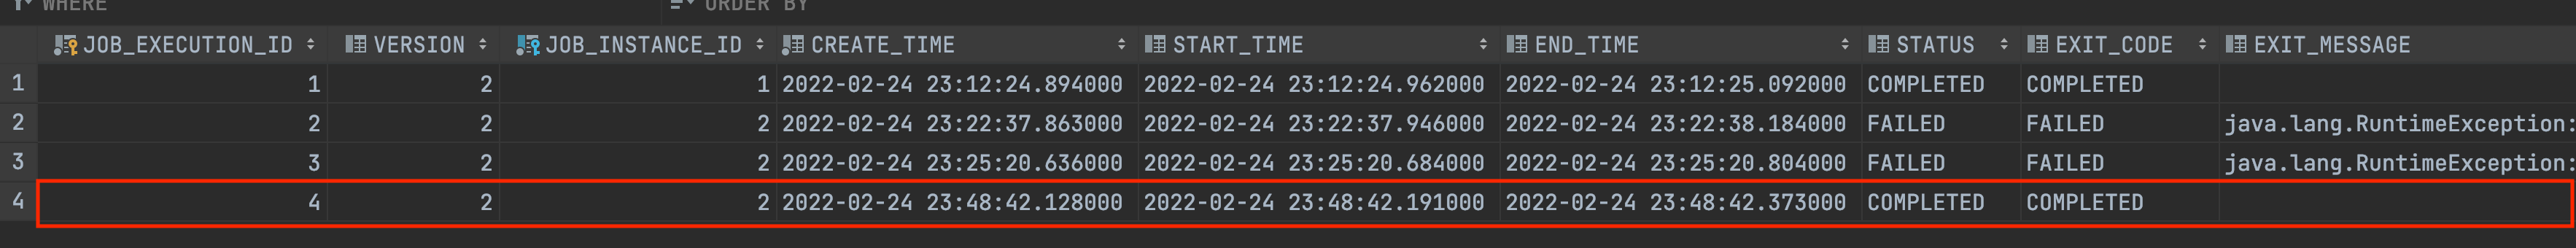 WHERE ORDER BY
JOB_EXECUTION_ID VERSION JOB_INSTANCE_ID CREATE_TIME START_TIME END_TIME STATUS EXIT_CODE EXIT_MESSAGE
1 1 2 1 2022-02-24 23:12:24.894000 2022-02-24 23:12:24.962000 2022-02-24 23:12:25.092000 COMPLETED COMPLETED
2 2 2 2 2022-02-24 23:22:37.863000 2022-02-24 23:22:37.946000 2022-02-24 23:22:38.184000 FAILED FAILED java.lang.RuntimeException:
3 3 2 2 2022-02-24 23:25:20.636000 2022-02-24 23:25:20.684000 2022-02-24 23:25:20.804000 FAILED FAILED java.lang.RuntimeException:
4 4 2 2 2022-02-24 23:48:42.128000 2022-02-24 23:48:42.191000 2022-02-24 23:48:42.373000 COMPLETED COMPLETED